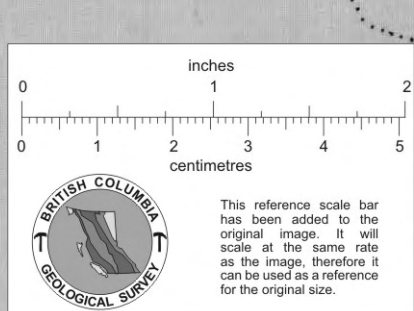 inches
0 1 2
0 1 2 3 4 5
centimetres
BRITISH COLUMBIA
GEOLOGICAL SURVEY
This reference scale bar
has been added to the
original image. It will
scale at the same rate
as the image, therefore it
can be used as a reference
for the original size.